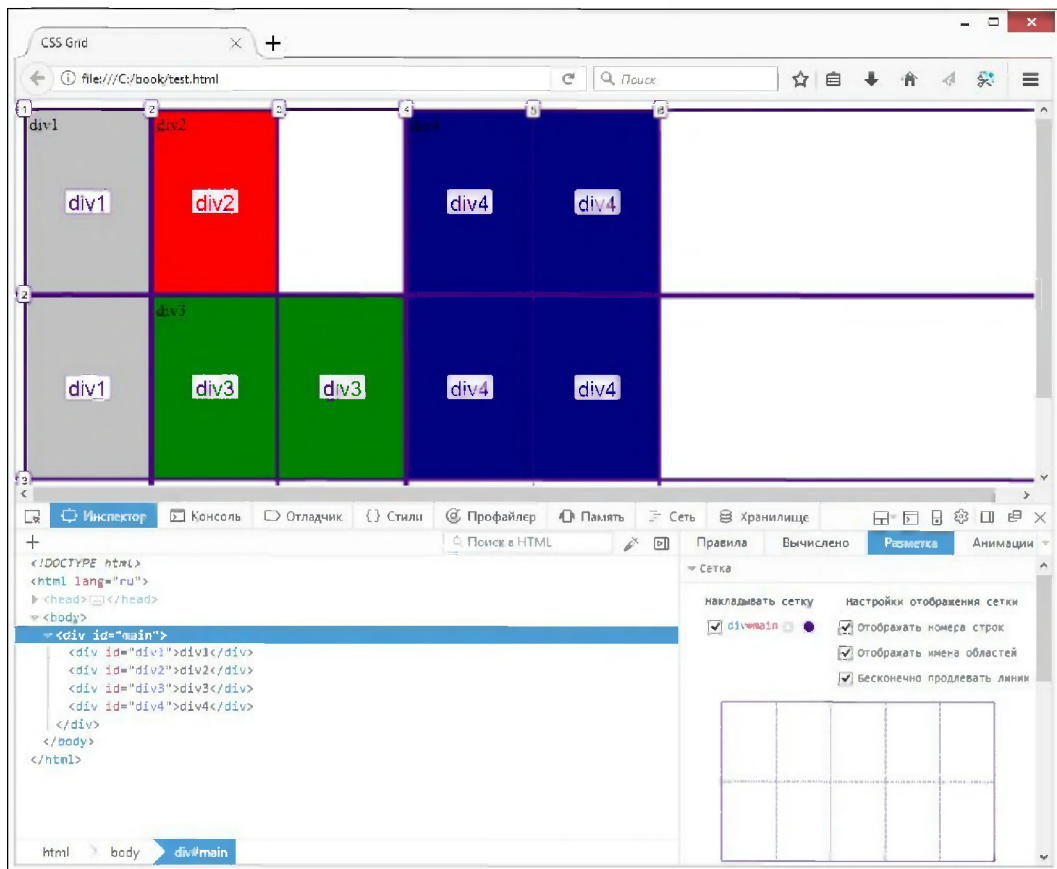 CSS Grid
file:///C:/book/test.html
Поиск
1 2 3 4 5 6
div1 div2 div4
div1 div2 div4 div4
2
div3
div1 div3 div3 div4 div4
3
Инспектор Консоль Отладчик {} Стили Профайлер Память Сеть Хранилище
Поиск в HTML
Правила Вычислено Разметка Анимации
<!DOCTYPE html>
<html lang="ru">
<head></head>
<body>
<div id="main">
<div id="div1">div1</div>
<div id="div2">div2</div>
<div id="div3">div3</div>
<div id="div4">div4</div>
</div>
</body>
</html>
Сетка
Накладывать сетку Настройки отображения сетки
div#main Отображать номера строк
Отображать имена областей
Бесконечно продлевать линии
html body div#main